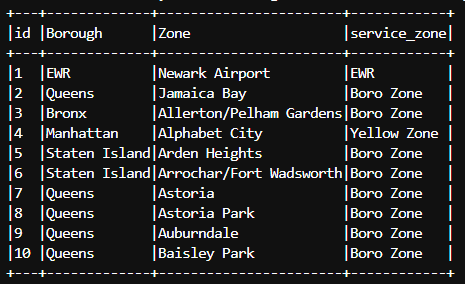 +---+-------------+-----------------------+------------+
|id |Borough      |Zone                   |service_zone|
+---+-------------+-----------------------+------------+
|1  |EWR          |Newark Airport         |EWR         |
|2  |Queens       |Jamaica Bay            |Boro Zone   |
|3  |Bronx        |Allerton/Pelham Gardens|Boro Zone   |
|4  |Manhattan    |Alphabet City          |Yellow Zone |
|5  |Staten Island|Arden Heights          |Boro Zone   |
|6  |Staten Island|Arrochar/Fort Wadsworth|Boro Zone   |
|7  |Queens       |Astoria                |Boro Zone   |
|8  |Queens       |Astoria Park           |Boro Zone   |
|9  |Queens       |Auburndale             |Boro Zone   |
|10 |Queens       |Baisley Park           |Boro Zone   |
+---+-------------+-----------------------+------------+